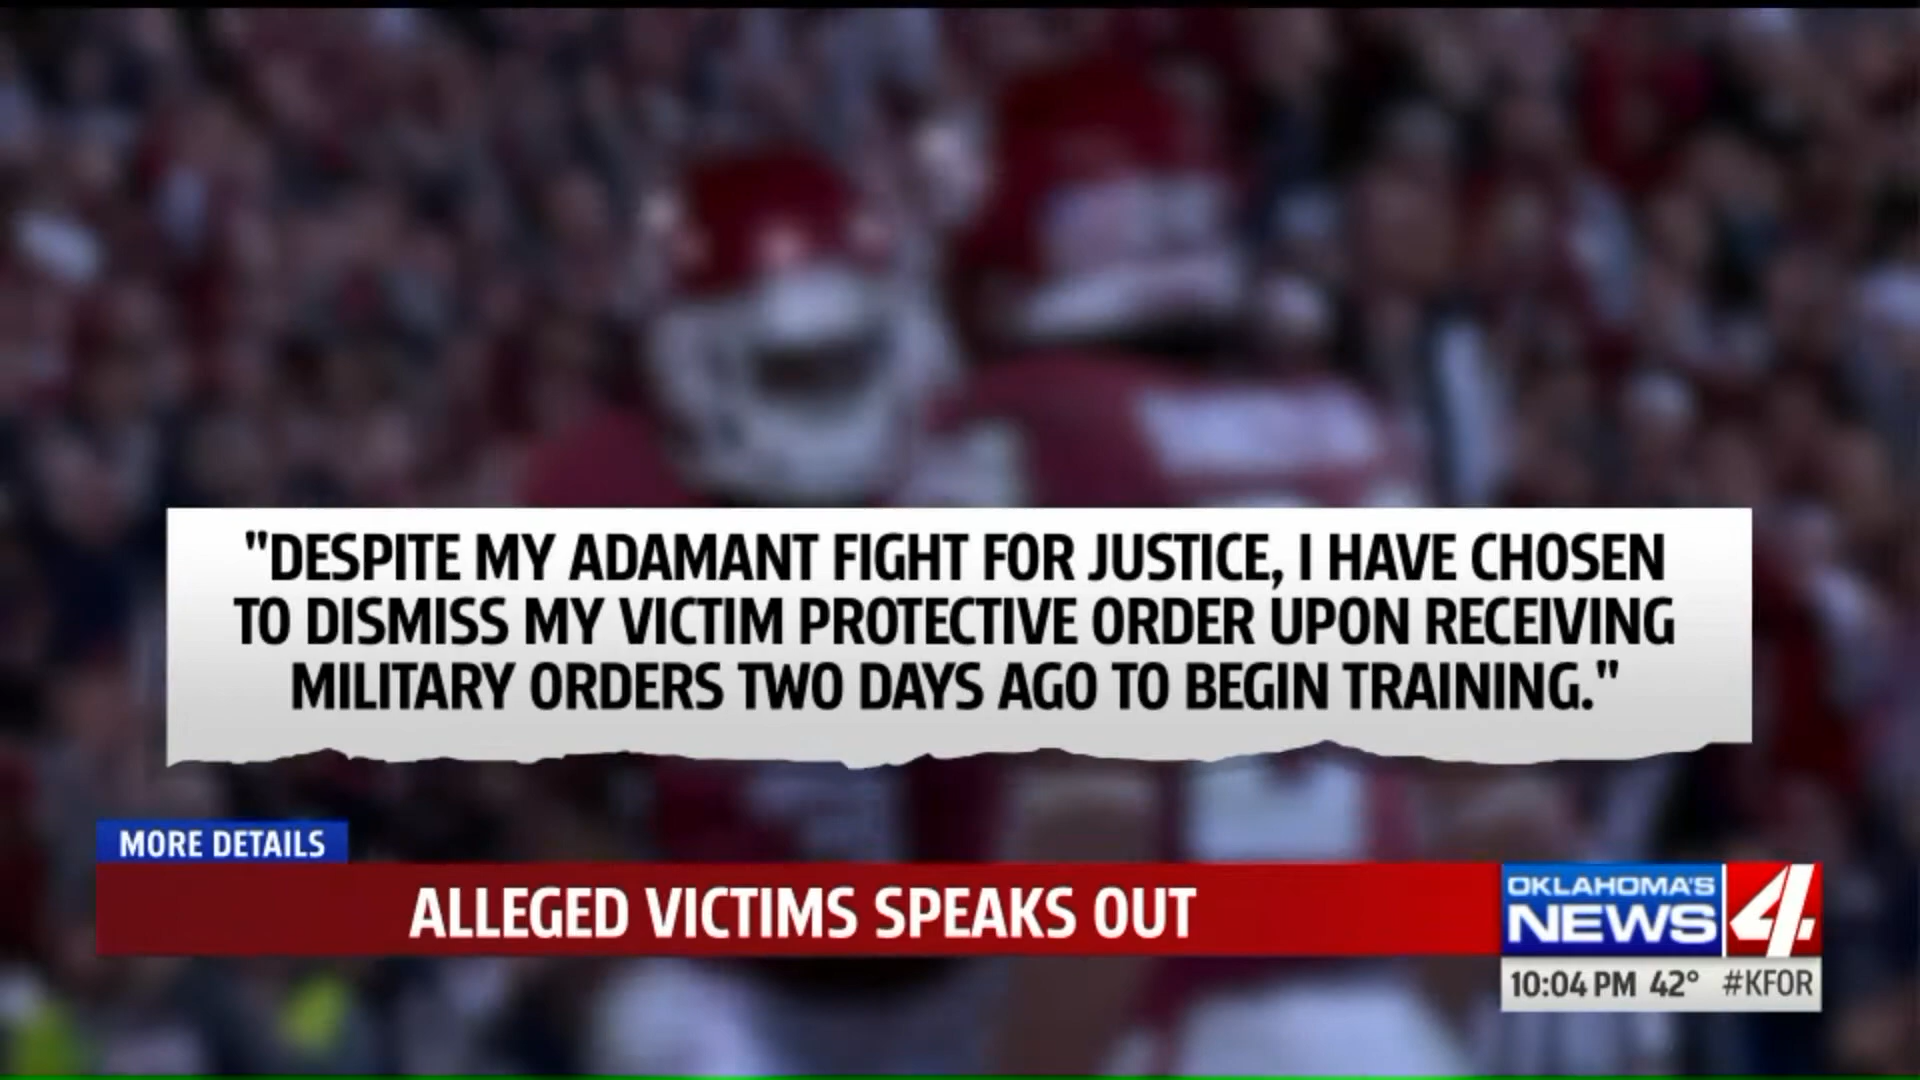 "DESPITE MY ADAMANT FIGHT FOR JUSTICE, I HAVE CHOSEN
TO DISMISS MY VICTIM PROTECTIVE ORDER UPON RECEIVING
MILITARY ORDERS TWO DAYS AGO TO BEGIN TRAINING."
MORE DETAILS
ALLEGED VICTIMS SPEAKS OUT
OKLAHOMA'S
NEWS 4
10:04 PM 42° #KFOR